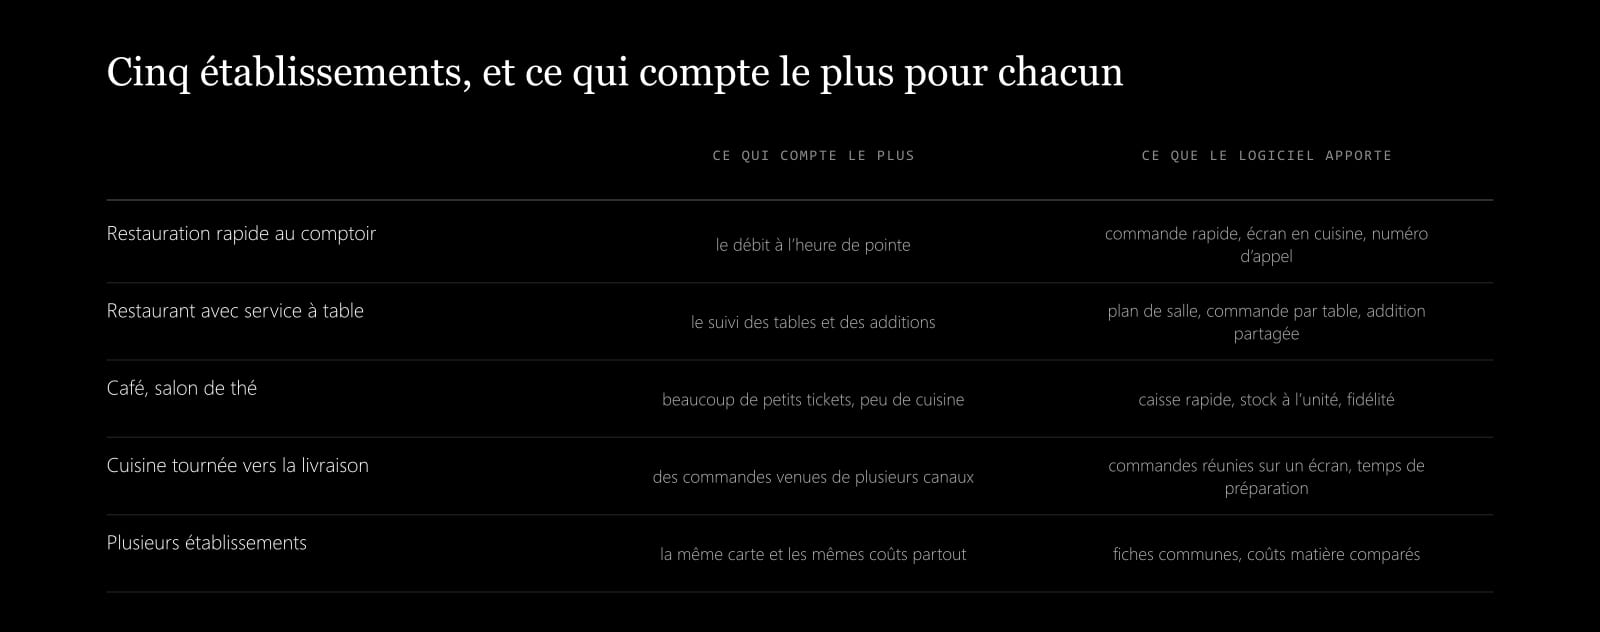 Cinq établissements, et ce qui compte le plus pour chacun
CE QUI COMPTE LE PLUS
CE QUE LE LOGICIEL APPORTE
Restauration rapide au comptoir
le débit à l’heure de pointe
commande rapide, écran en cuisine, numéro
d’appel
Restaurant avec service à table
le suivi des tables et des additions
plan de salle, commande par table, addition
partagée
Café, salon de thé
beaucoup de petits tickets, peu de cuisine
caisse rapide, stock à l’unité, fidélité
Cuisine tournée vers la livraison
des commandes venues de plusieurs canaux
commandes réunies sur un écran, temps de
préparation
Plusieurs établissements
la même carte et les mêmes coûts partout
fiches communes, coûts matière comparés